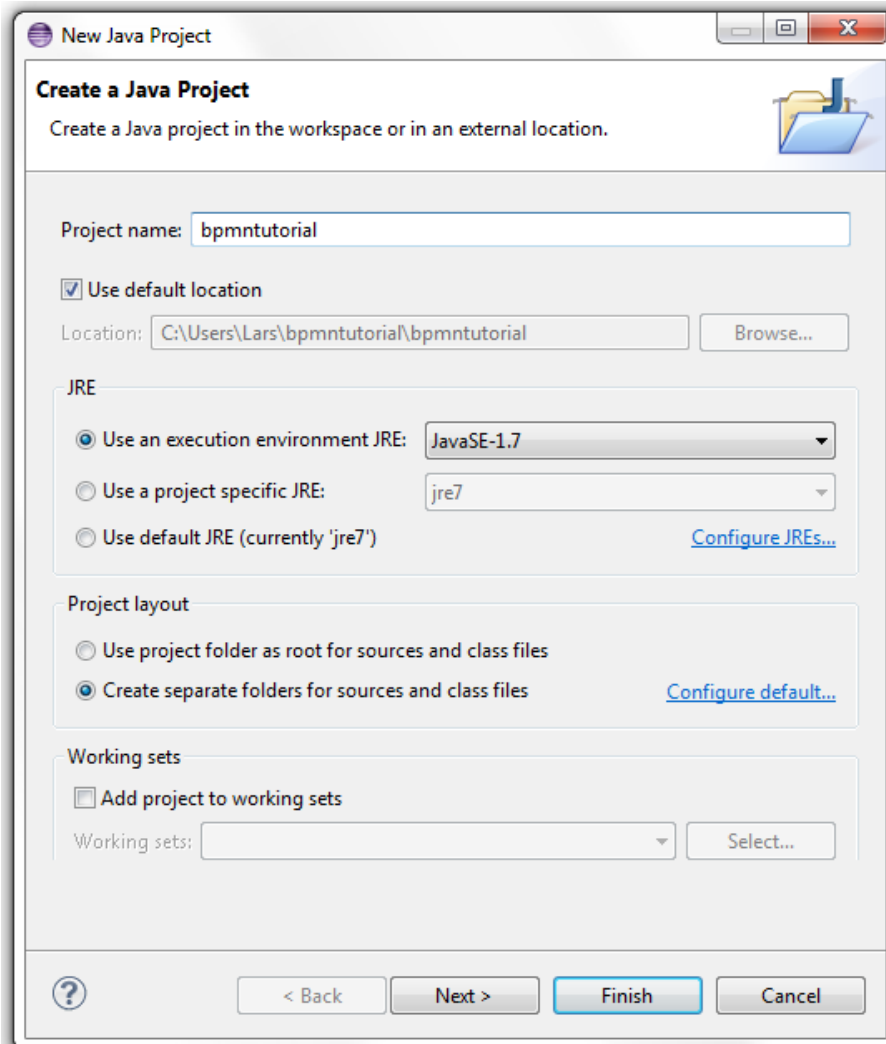 New Java Project
Create a Java Project
Create a Java project in the workspace or in an external location.
Project name: bpmntutorial
Use default location
Location: C:\Users\Lars\bpmntutorial\bpmntutorial Browse...
JRE
Use an execution environment JRE: JavaSE-1.7
Use a project specific JRE: jre7
Use default JRE (currently 'jre7') Configure JREs...
Project layout
Use project folder as root for sources and class files
Create separate folders for sources and class files Configure default...
Working sets
Add project to working sets
Working sets: Select...
? < Back Next > Finish Cancel